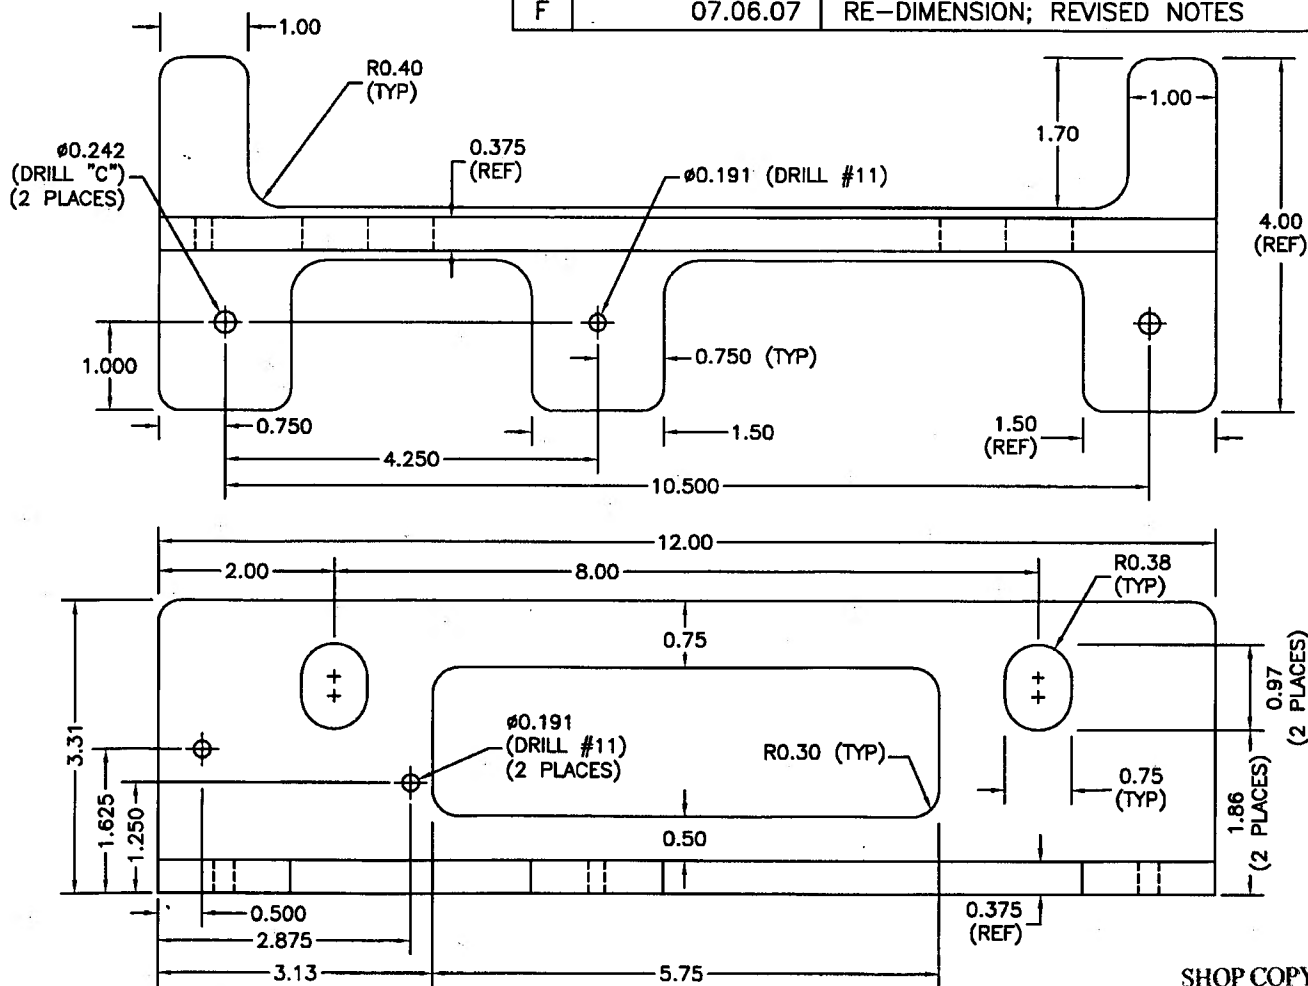 F 07.06.07 RE-DIMENSION; REVISED NOTES
1.00
R0.40
(TYP)
1.00
1.70
ø0.242
(DRILL "C")
(2 PLACES)
0.375
(REF)
ø0.191 (DRILL #11)
4.00
(REF)
1.000
0.750 (TYP)
0.750
1.50
1.50
(REF)
4.250
10.500
12.00
2.00
8.00
R0.38
(TYP)
0.75
0.97
(2 PLACES)
3.31
ø0.191
(DRILL #11)
(2 PLACES)
R0.30 (TYP)
0.75
(TYP)
1.86
(2 PLACES)
1.625
1.250
0.50
0.500
0.375
(REF)
2.875
3.13
5.75
SHOP COPY